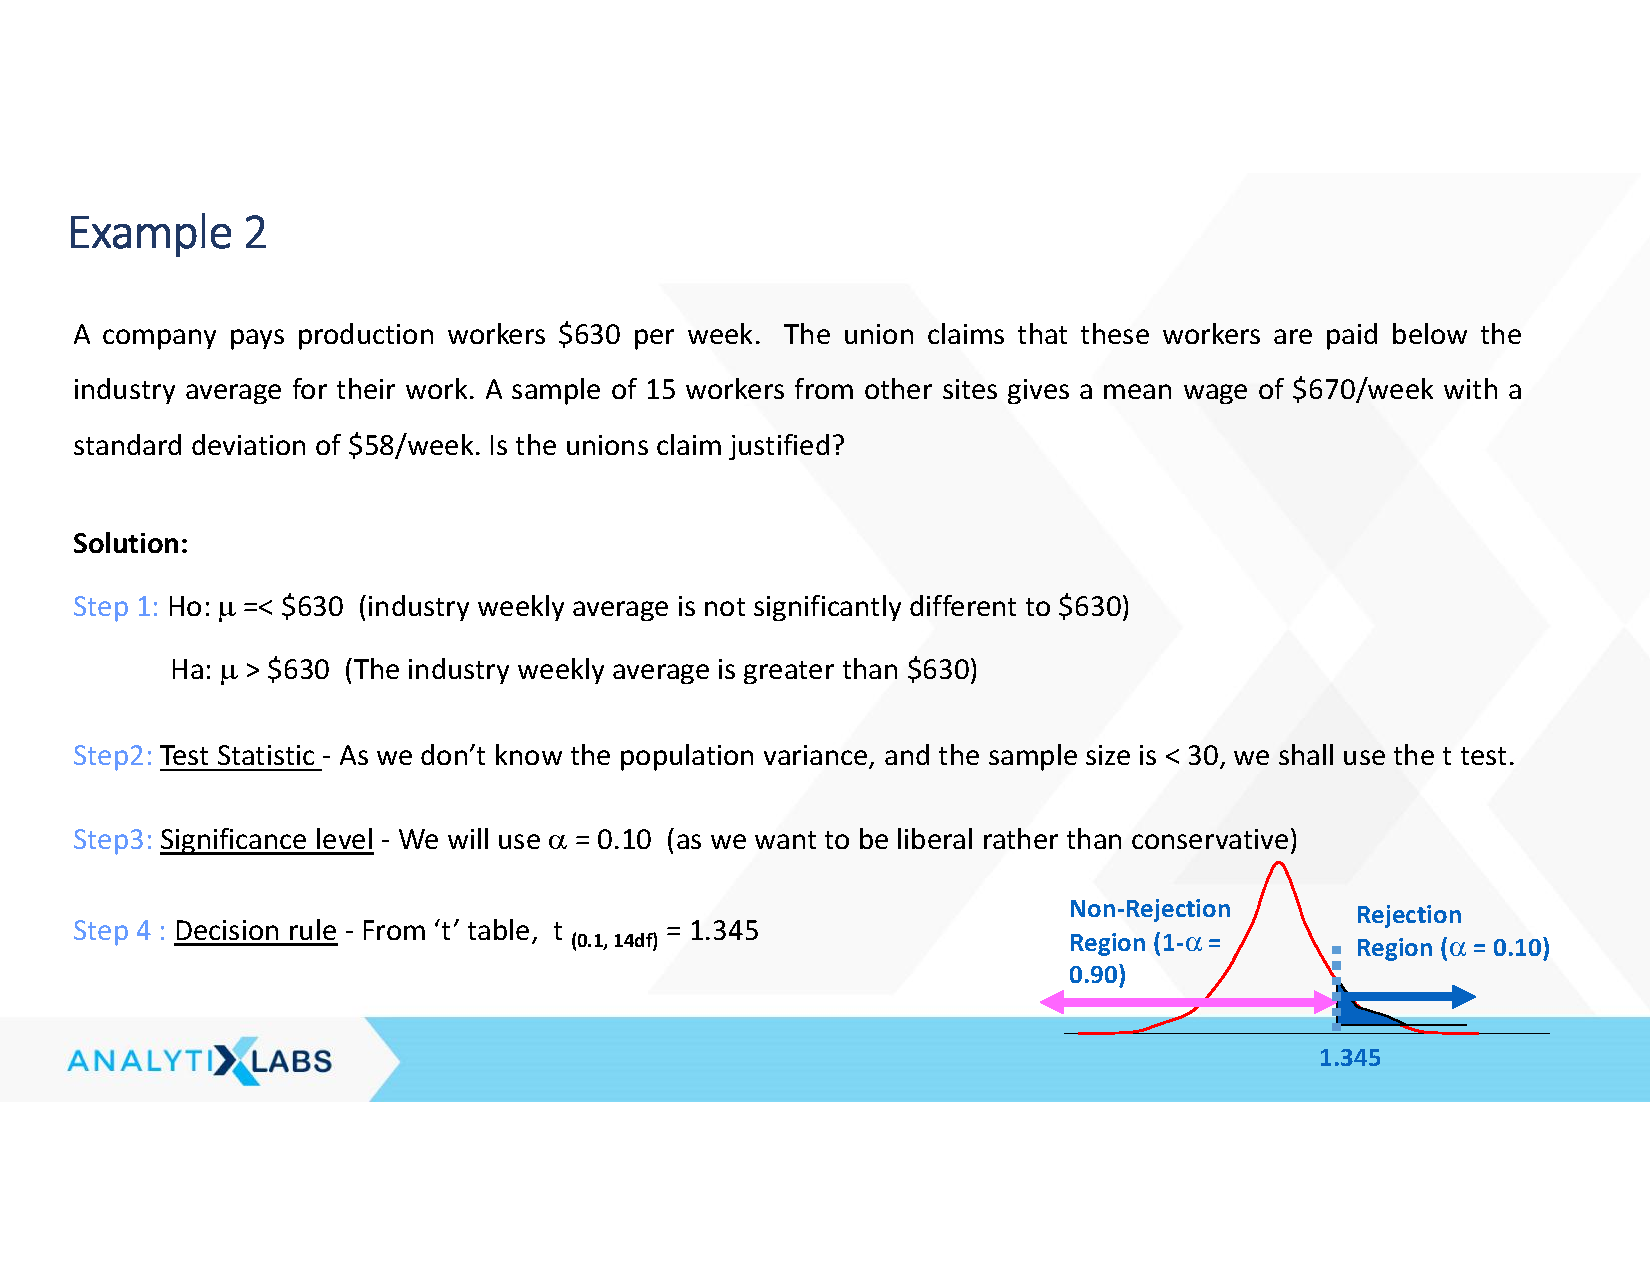 Example 2
A company pays production workers $630 per week. The union claims that these workers are paid below the
industry average for their work. A sample of 15 workers from other sites gives a mean wage of $670/week with a
standard deviation of $58/week. Is the unions claim justified?
Solution:
Step 1: Ho: μ =< $630 (industry weekly average is not significantly different to $630)
Ha: μ > $630 (The industry weekly average is greater than $630)
Step2: Test Statistic - As we don’t know the population variance, and the sample size is < 30, we shall use the t test.
Step3: Significance level - We will use α = 0.10 (as we want to be liberal rather than conservative)
Step 4 : Decision rule - From ‘t’ table, t (0.1, 14df) = 1.345
Non-Rejection
Region (1-α =
0.90)
Rejection
Region (α = 0.10)
1.345
ANALYTIXLABS